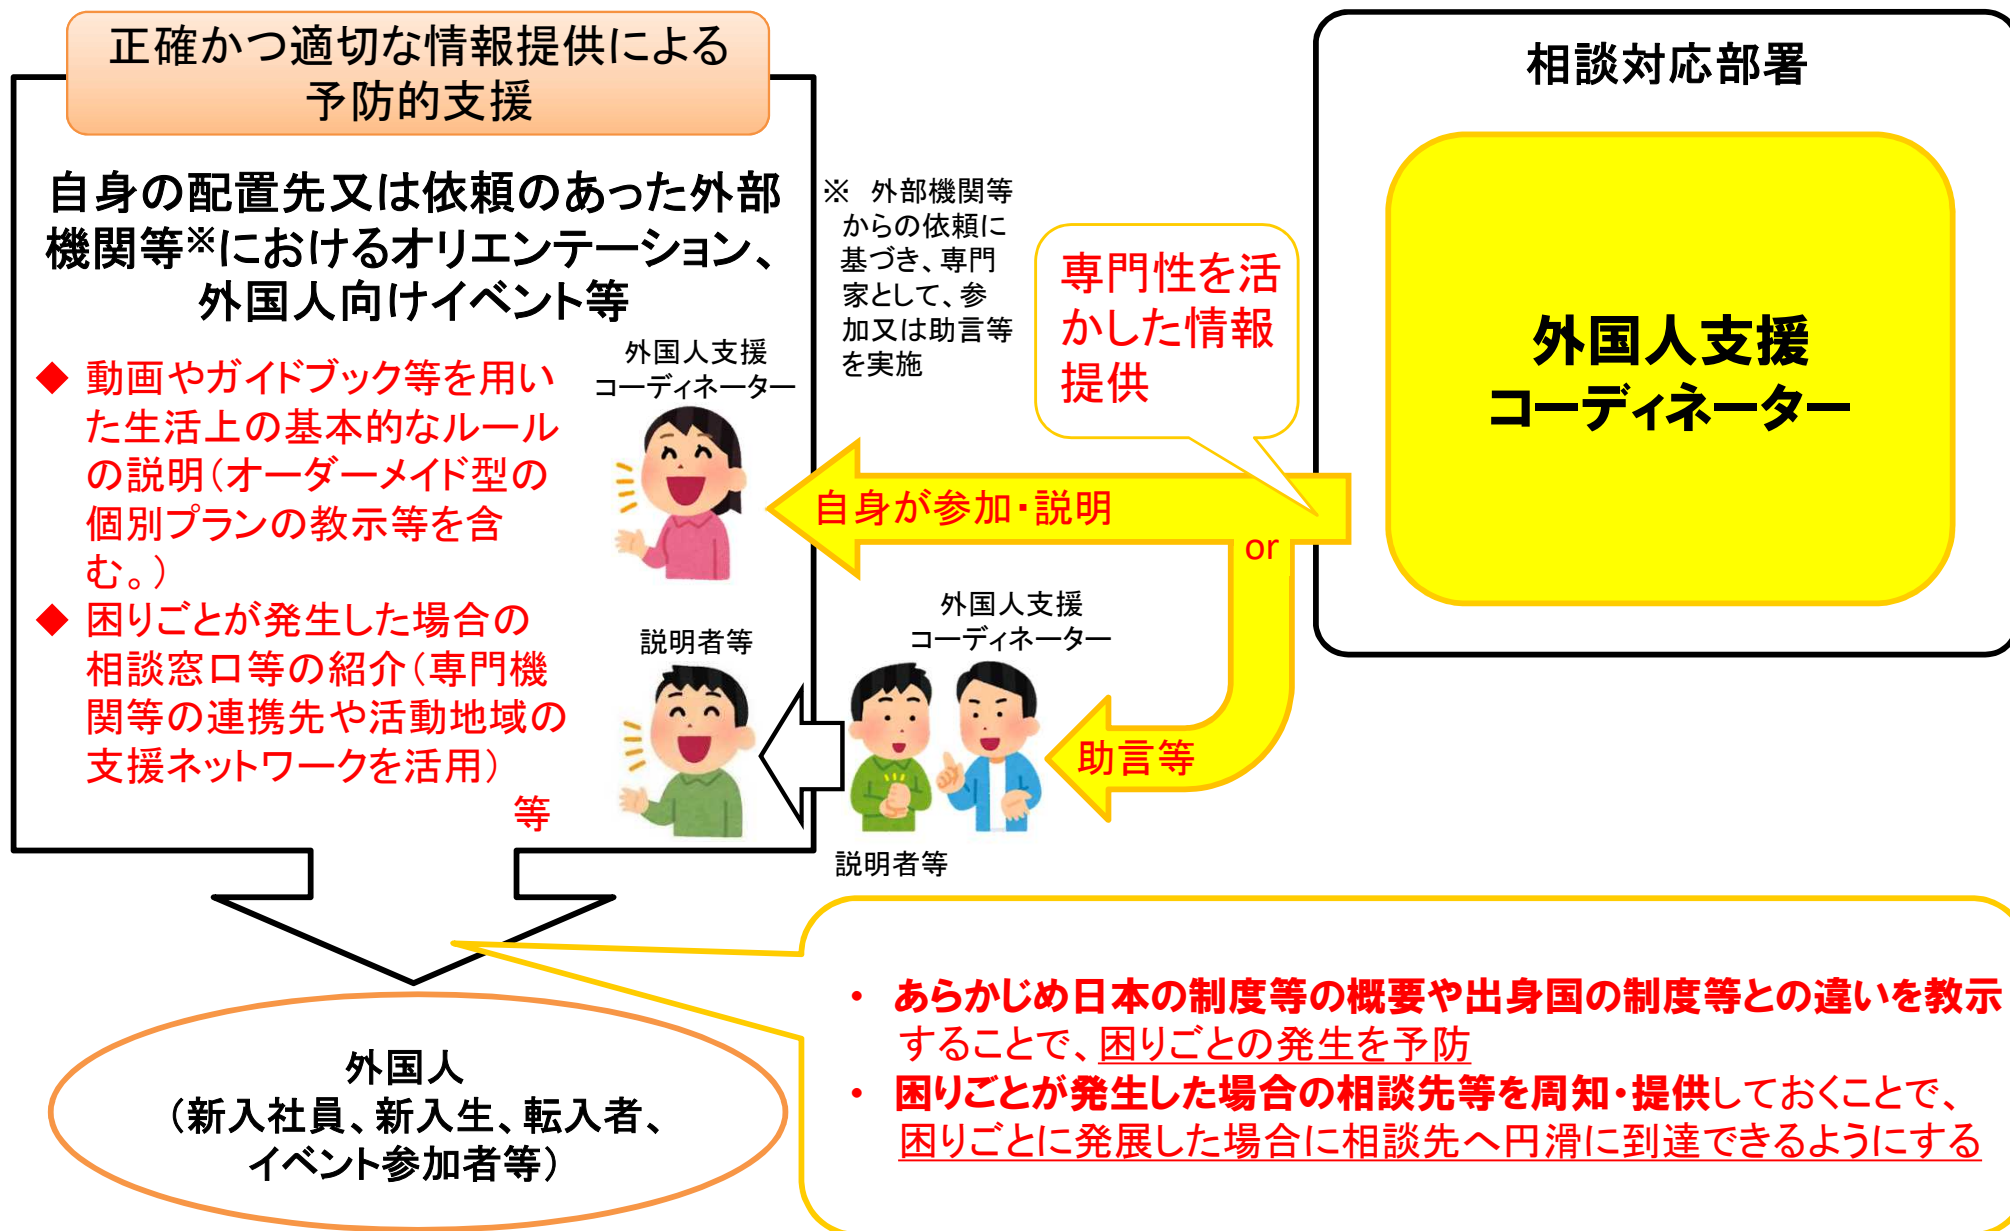 正確かつ適切な情報提供による
予防的支援
自身の配置先又は依頼のあった外部
機関等※におけるオリエンテーション、
外国人向けイベント等
◆ 動画やガイドブック等を用い
た生活上の基本的なルール
の説明（オーダーメイド型の
個別プランの教示等を含
む。）
◆ 困りごとが発生した場合の
相談窓口等の紹介（専門機
関等の連携先や活動地域の
支援ネットワークを活用）
等
外国人支援
コーディネーター
説明者等
※ 外部機関等
からの依頼に
基づき、専門
家として、参
加又は助言等
を実施
専門性を活
かした情報
提供
自身が参加・説明
or
外国人支援
コーディネーター
助言等
説明者等
相談対応部署
外国人支援
コーディネーター
外国人
（新入社員、新入生、転入者、
イベント参加者等）
・ あらかじめ日本の制度等の概要や出身国の制度等との違いを教示
することで、困りごとの発生を予防
・ 困りごとが発生した場合の相談先等を周知・提供しておくことで、
困りごとに発展した場合に相談先へ円滑に到達できるようにする